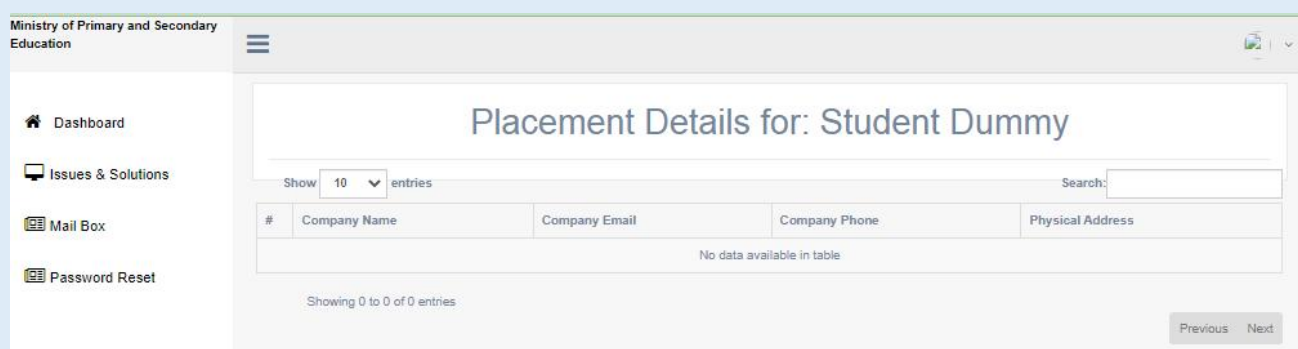 Ministry of Primary and Secondary
Education
Dashboard
Issues & Solutions
Mail Box
Password Reset
Placement Details for: Student Dummy
Show 10 entries
Search:
# Company Name Company Email Company Phone Physical Address
No data available in table
Showing 0 to 0 of 0 entries
Previous Next